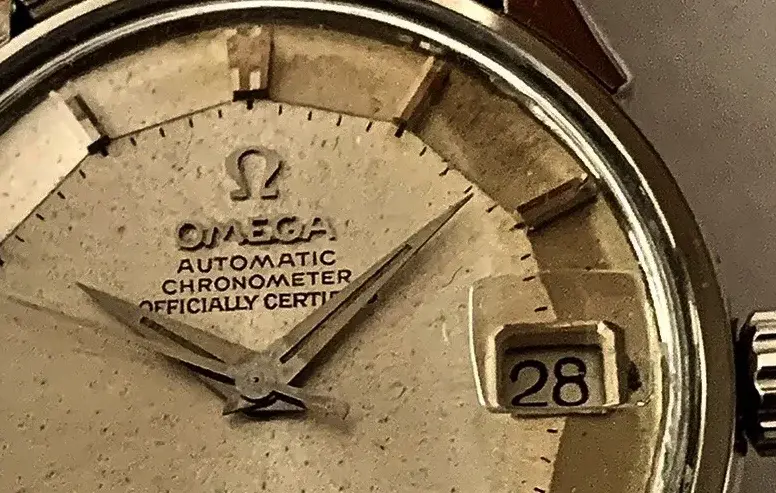 Ω
OMEGA
AUTOMATIC
CHRONOMETER
OFFICIALLY
28